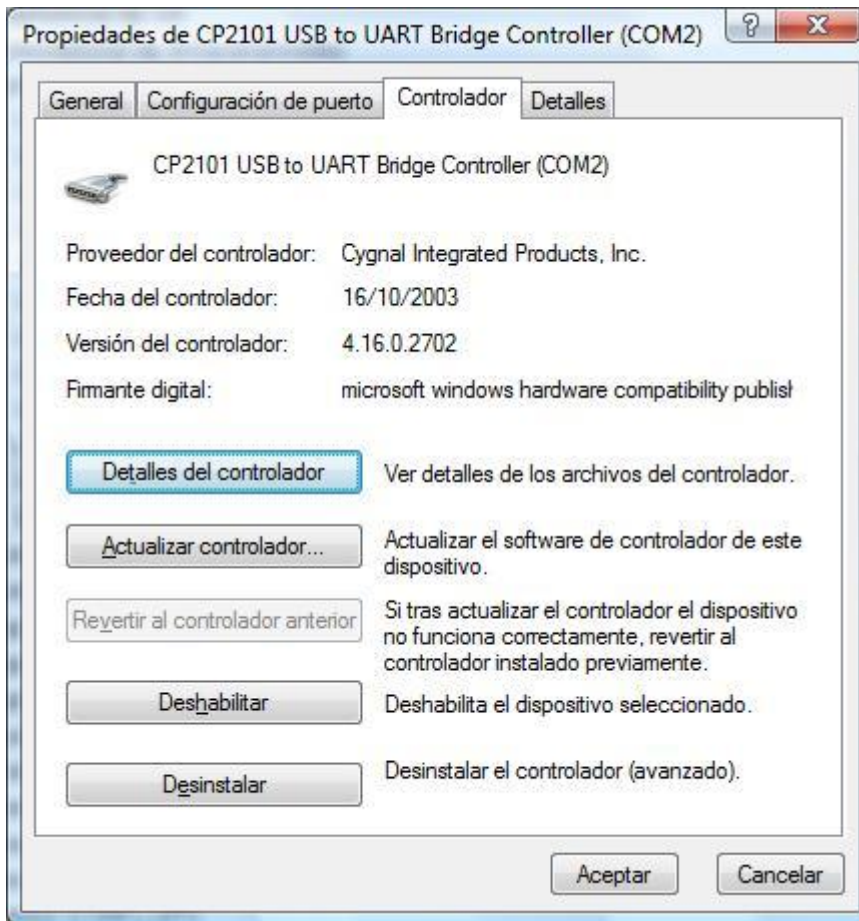 Propiedades de CP2101 USB to UART Bridge Controller (COM2)
General
Configuración de puerto
Controlador
Detalles
CP2101 USB to UART Bridge Controller (COM2)
Proveedor del controlador: Cygnal Integrated Products, Inc.
Fecha del controlador: 16/10/2003
Versión del controlador: 4.16.0.2702
Firmante digital: microsoft windows hardware compatibility publish
Detalles del controlador
Ver detalles de los archivos del controlador.
Actualizar controlador...
Actualizar el software de controlador de este
dispositivo.
Revertir al controlador anterior
Si tras actualizar el controlador el dispositivo
no funciona correctamente, revertir al
controlador instalado previamente.
Deshabilitar
Deshabilita el dispositivo seleccionado.
Desinstalar
Desinstalar el controlador (avanzado).
Aceptar
Cancelar